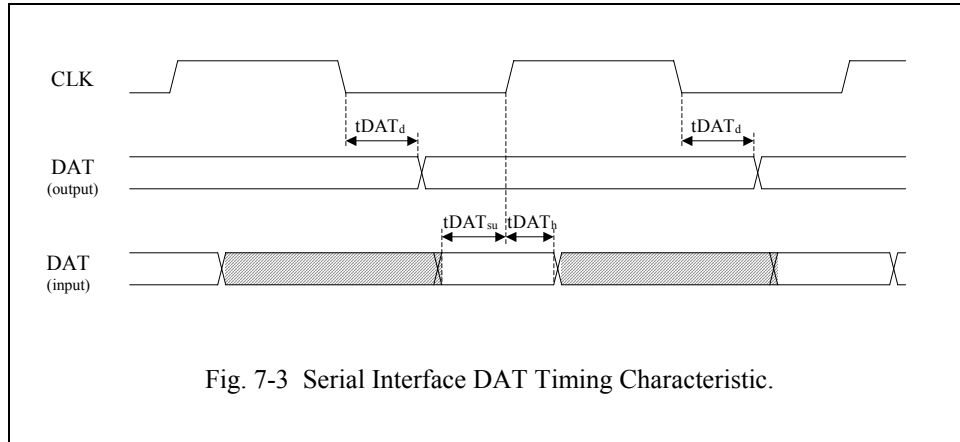 CLK
tDATd tDATd
DAT
(output)
tDATsu tDATh
DAT
(input)
Fig. 7-3 Serial Interface DAT Timing Characteristic.